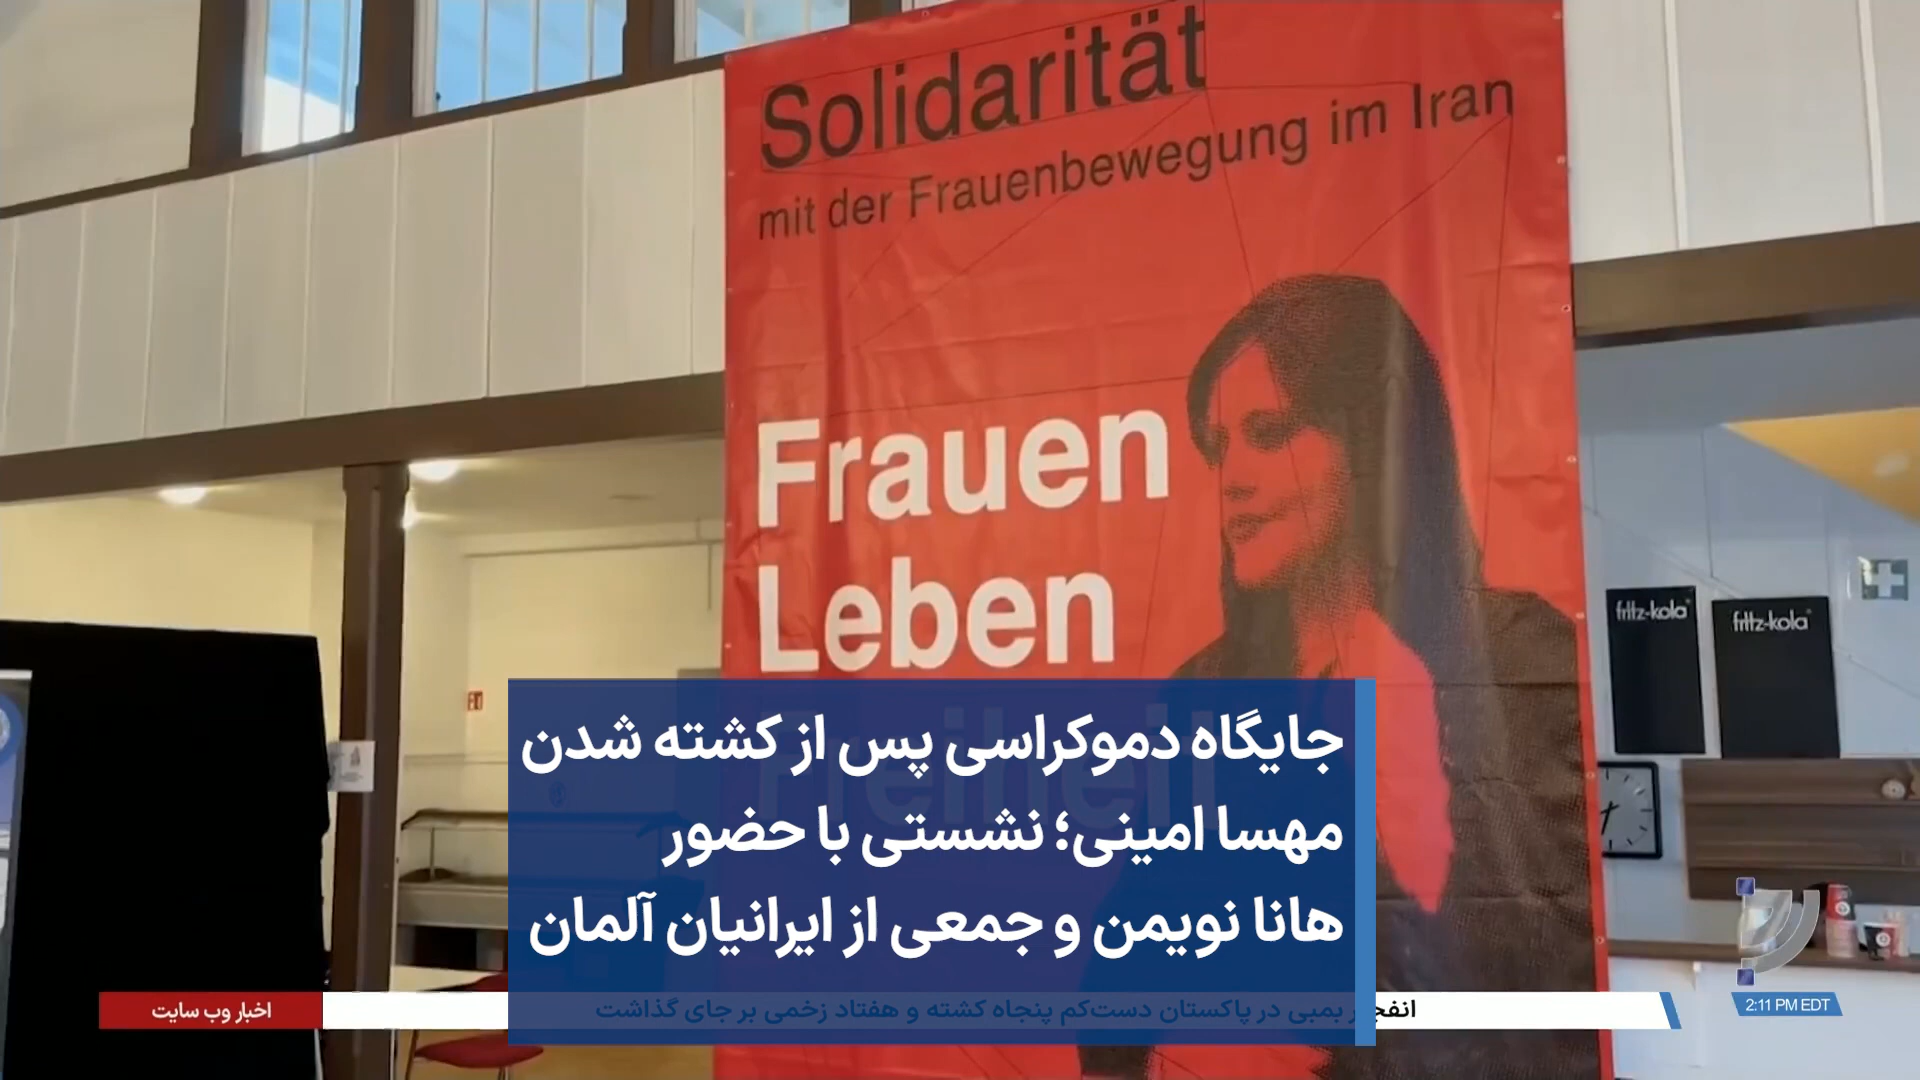 Solidarität
mit der Frauenbewegung im Iran
Frauen
Leben
Freiheit
fritz-kola
fritz-kola
جایگاه دموکراسی پس از کشته شدن
مهسا امینی؛ نشستی با حضور
هانا نویمن و جمعی از ایرانیان آلمان
اخبار وب سایت
بمبی در پاکستان دست‌کم پنجاه کشته و هفتاد زخمی بر جای گذاشت
2:11 PM EDT